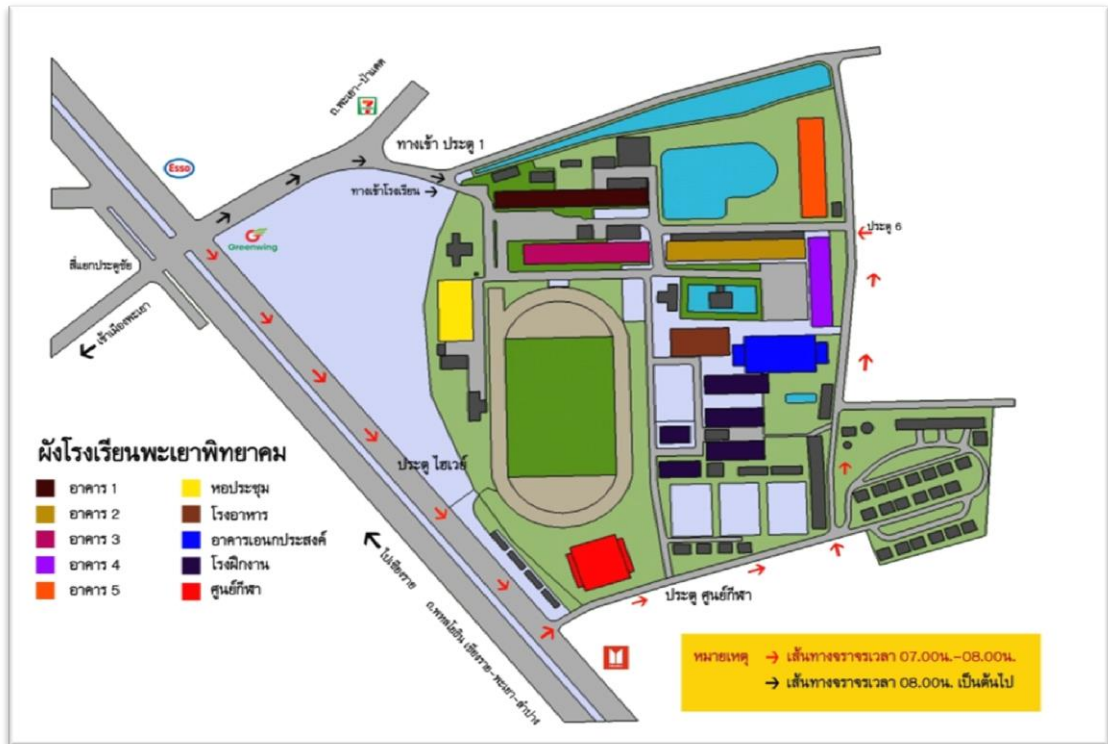 ถ.พะเยา-ป่าแดด
7
ทางเข้า ประตู 1
Esso
ทางเข้าโรงเรียน
Greenwing
ประตู 6
สี่แยกประตูชัย
เข้าเมืองพะเยา
ผังโรงเรียนพะเยาพิทยาคม
อาคาร 1
อาคาร 2
อาคาร 3
อาคาร 4
อาคาร 5
หอประชุม
โรงอาหาร
อาคารเอนกประสงค์
โรงฝึกงาน
ศูนย์กีฬา
ประตู ไฮเวย์
ไปเชียงราย
ถ.พหลโยธิน เชียงราย-พะเยา-ลำปาง
ประตู ศูนย์กีฬา
หมายเหตุ → เส้นทางจราจรเวลา 07.00น.-08.00น.
→ เส้นทางจราจรเวลา 08.00น. เป็นต้นไป